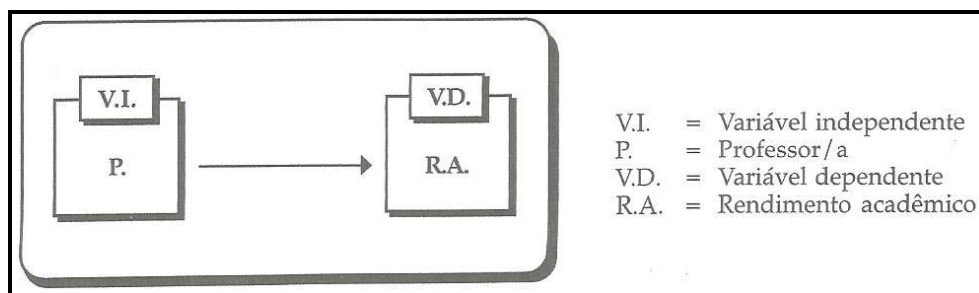 V.I.
P.
V.D.
R.A.
V.I. = Variável independente
P. = Professor/a
V.D. = Variável dependente
R.A. = Rendimento acadêmico